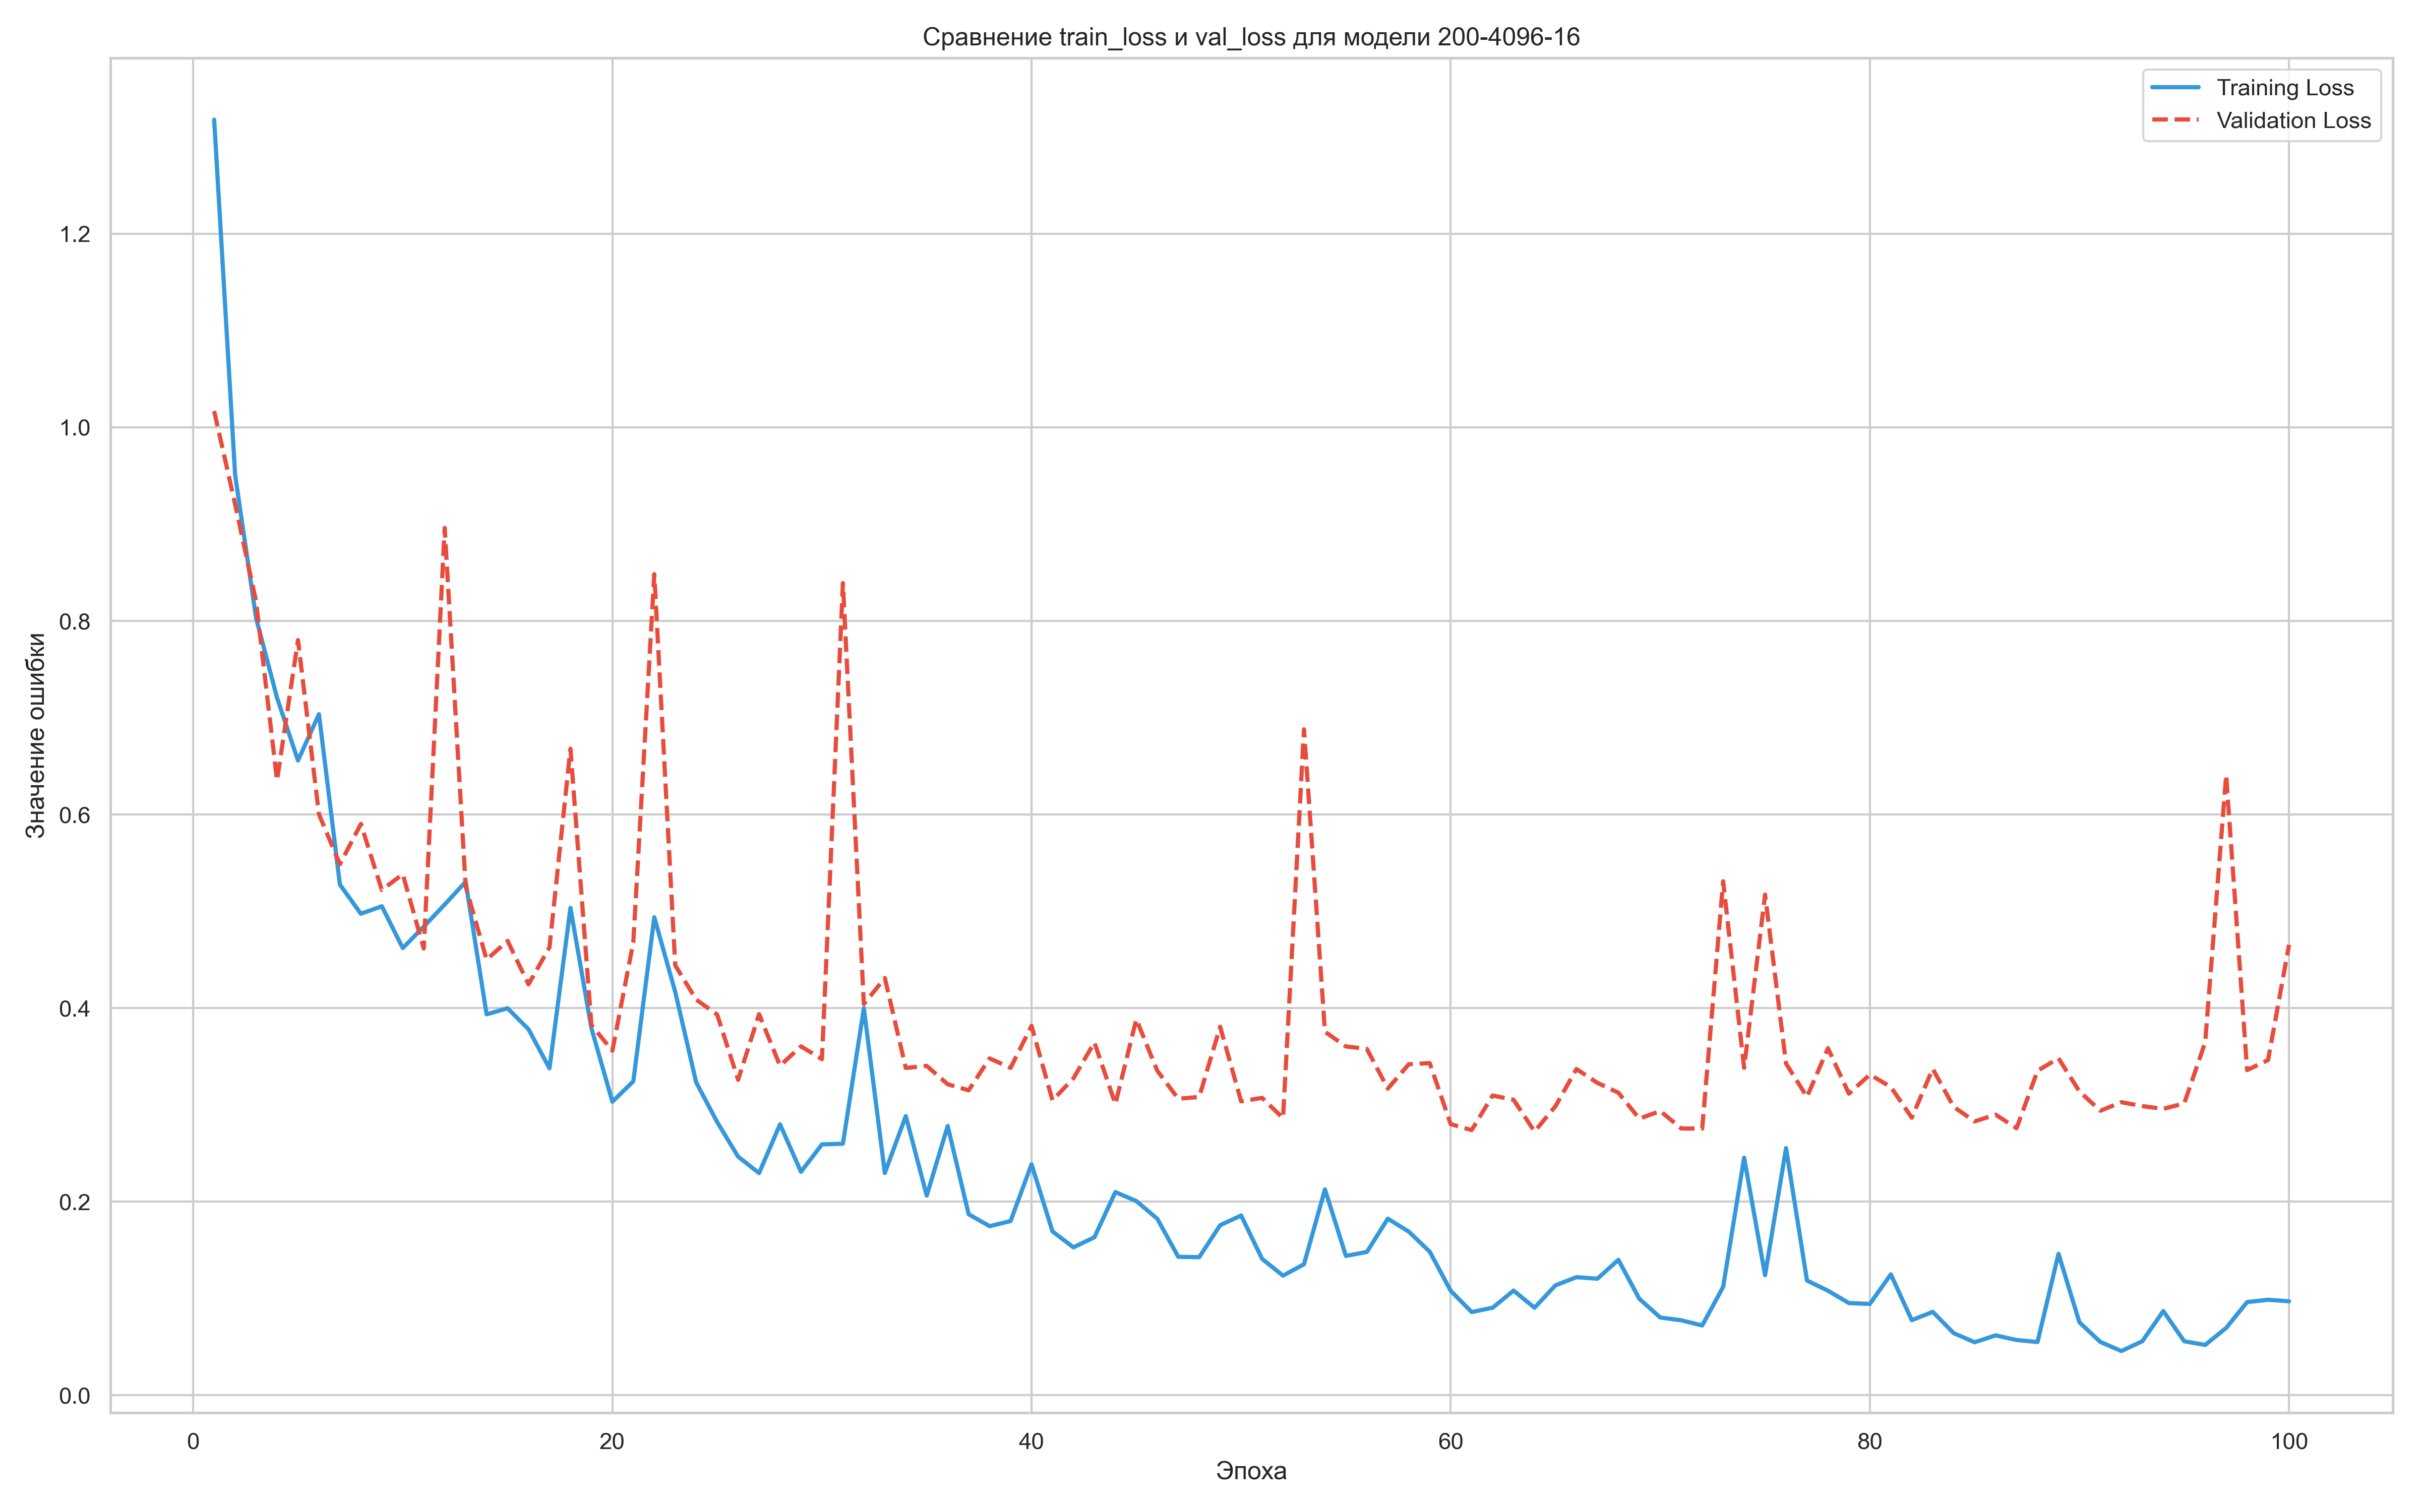 Сравнение train_loss и val_loss для модели 200-4096-16
Training Loss
Validation Loss
Значение ошибки
1.2
1.0
0.8
0.6
0.4
0.2
0.0
0 20 40 60 80 100
Эпоха